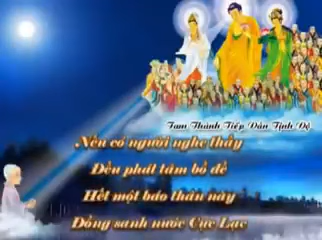 Tam Thánh Tiếp Dẫn Tịnh Độ
Nếu có người nghe thấy
Đều phát tâm bồ đề
Hết một báo thân này
Đồng sanh nước Cực Lạc